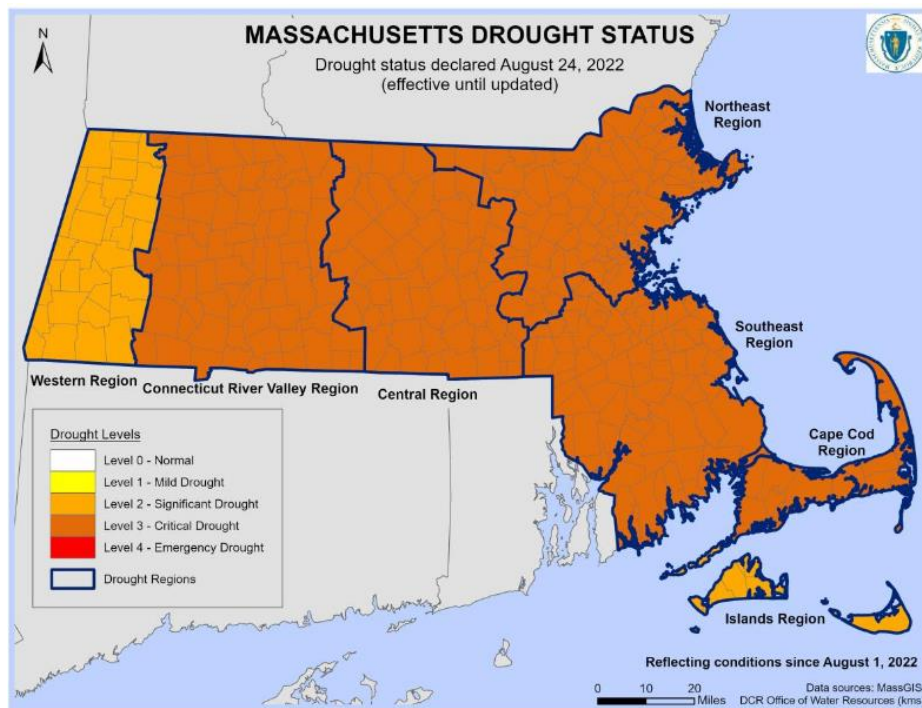 MASSACHUSETTS DROUGHT STATUS
Drought status declared August 24, 2022
(effective until updated)
N
Northeast
Region
Southeast
Region
Cape Cod
Region
Western Region
Connecticut River Valley Region
Central Region
Drought Levels
Level 0 - Normal
Level 1 - Mild Drought
Level 2 - Significant Drought
Level 3 - Critical Drought
Level 4 - Emergency Drought
Drought Regions
Islands Region
Reflecting conditions since August 1, 2022
0 10 20
Miles
Data sources: MassGIS
DCR Office of Water Resources (kms